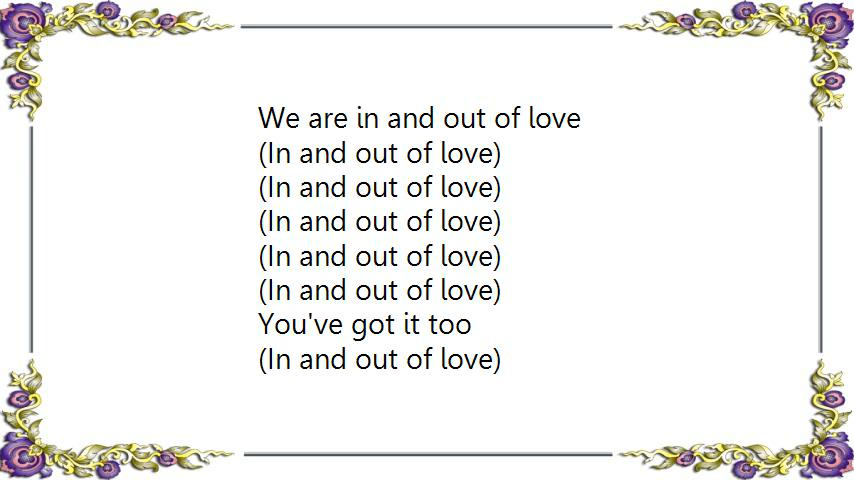 We are in and out of love
(In and out of love)
(In and out of love)
(In and out of love)
(In and out of love)
(In and out of love)
You've got it too
(In and out of love)